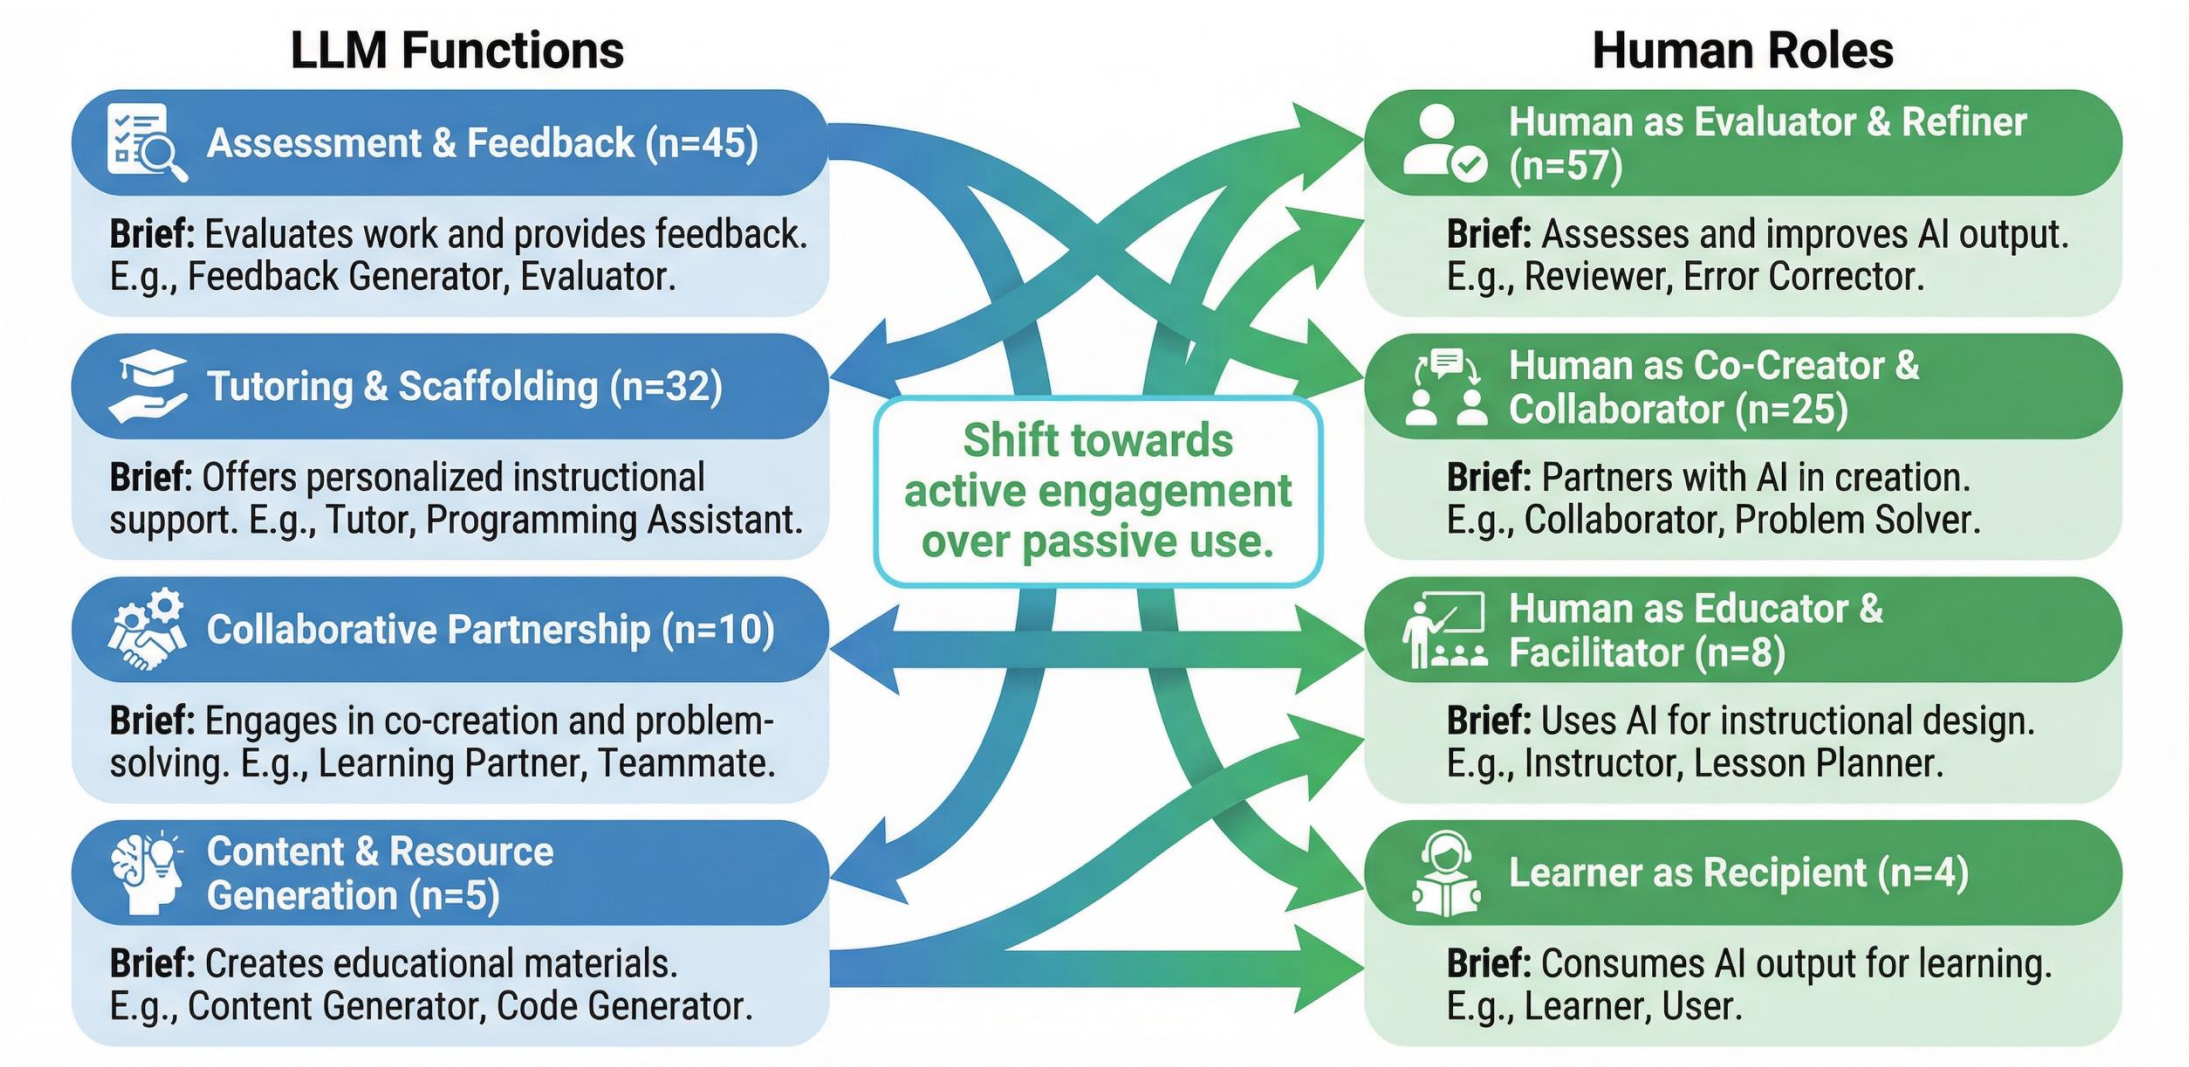 LLM Functions
Assessment & Feedback (n=45)
Brief: Evaluates work and provides feedback.
E.g., Feedback Generator, Evaluator.
Tutoring & Scaffolding (n=32)
Brief: Offers personalized instructional
support. E.g., Tutor, Programming Assistant.
Collaborative Partnership (n=10)
Brief: Engages in co-creation and problem-
solving. E.g., Learning Partner, Teammate.
Content & Resource
Generation (n=5)
Brief: Creates educational materials.
E.g., Content Generator, Code Generator.
Shift towards
active engagement
over passive use.
Human Roles
Human as Evaluator & Refiner
(n=57)
Brief: Assesses and improves AI output.
E.g., Reviewer, Error Corrector.
Human as Co-Creator &
Collaborator (n=25)
Brief: Partners with AI in creation.
E.g., Collaborator, Problem Solver.
Human as Educator &
Facilitator (n=8)
Brief: Uses AI for instructional design.
E.g., Instructor, Lesson Planner.
Learner as Recipient (n=4)
Brief: Consumes AI output for learning.
E.g., Learner, User.